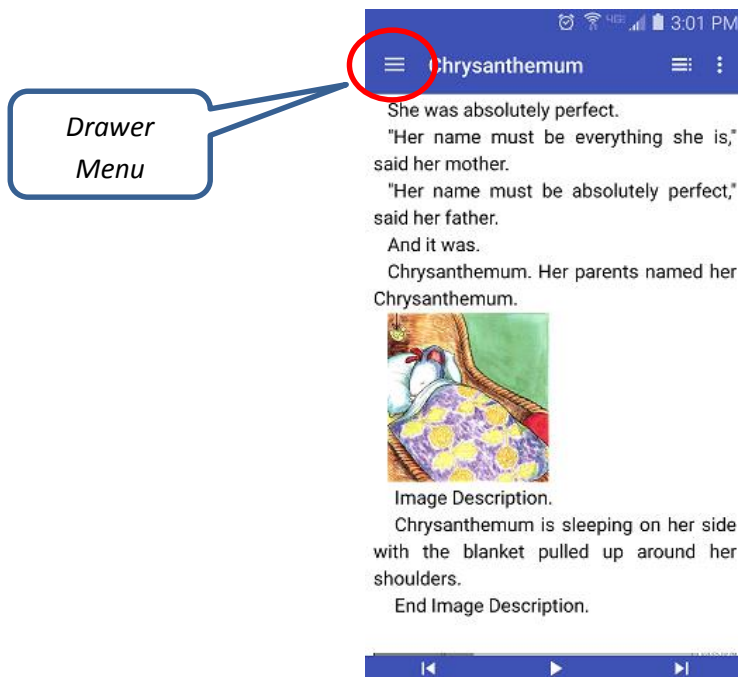 3:01 PM
Chrysanthemum
Drawer
Menu
She was absolutely perfect.
"Her name must be everything she is,"
said her mother.
"Her name must be absolutely perfect,"
said her father.
And it was.
Chrysanthemum. Her parents named her
Chrysanthemum.
Image Description.
Chrysanthemum is sleeping on her side
with the blanket pulled up around her
shoulders.
End Image Description.